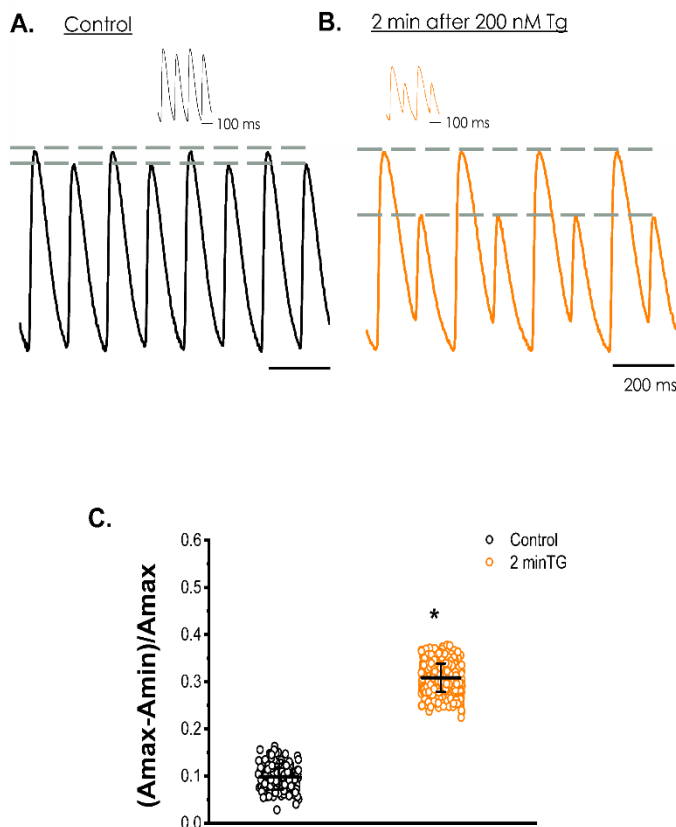 A. Control
B. 2 min after 200 nM Tg
100 ms
100 ms
200 ms
C.
(Amax-Amin)/Amax
0.6
0.5
0.4
0.3
0.2
0.1
0.0
Control
2 minTG
*